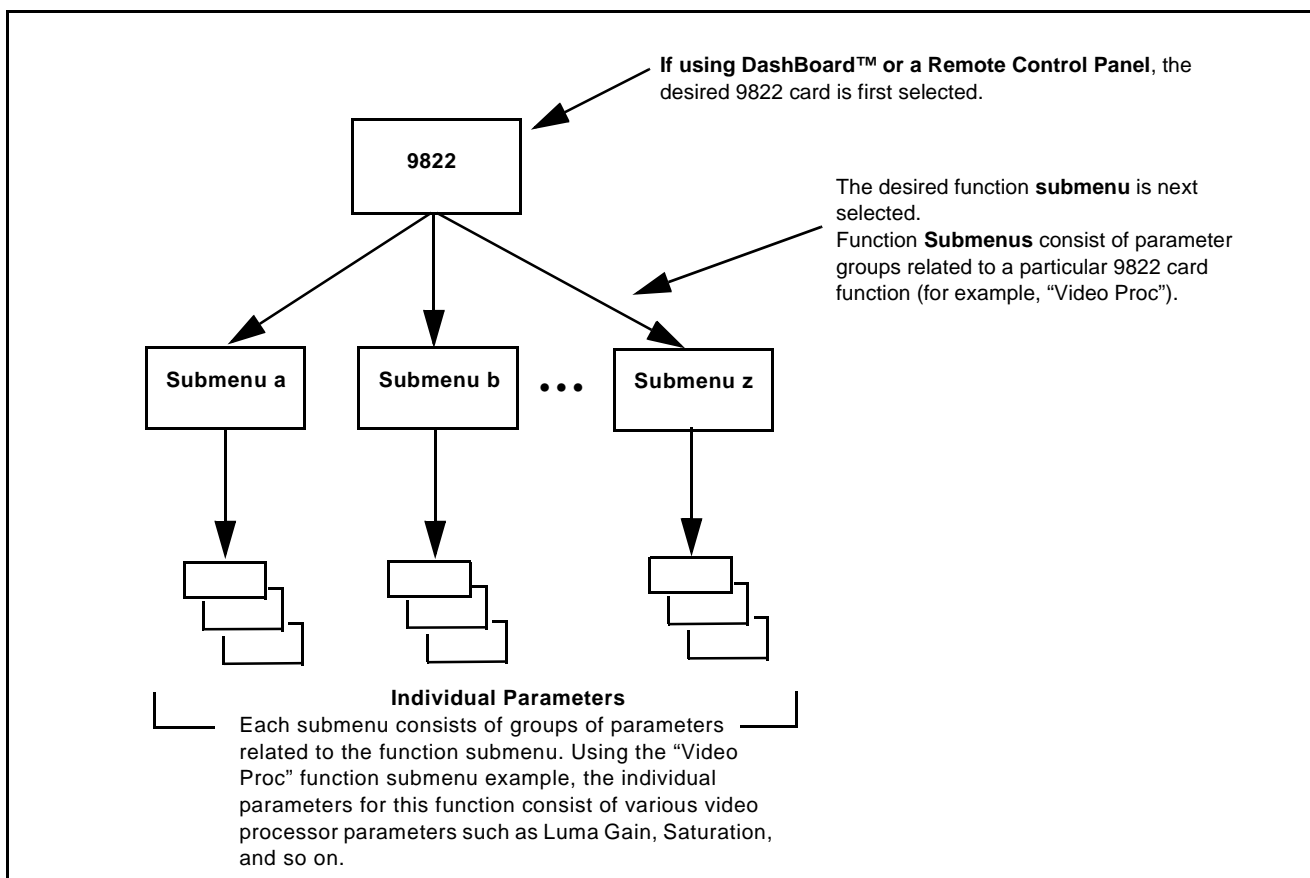 If using DashBoard™ or a Remote Control Panel, the
desired 9822 card is first selected.
9822
The desired function submenu is next
selected.
Function Submenus consist of parameter
groups related to a particular 9822 card
function (for example, “Video Proc”).
Submenu a
Submenu b
•••
Submenu z
Individual Parameters
Each submenu consists of groups of parameters
related to the function submenu. Using the “Video
Proc” function submenu example, the individual
parameters for this function consist of various video
processor parameters such as Luma Gain, Saturation,
and so on.